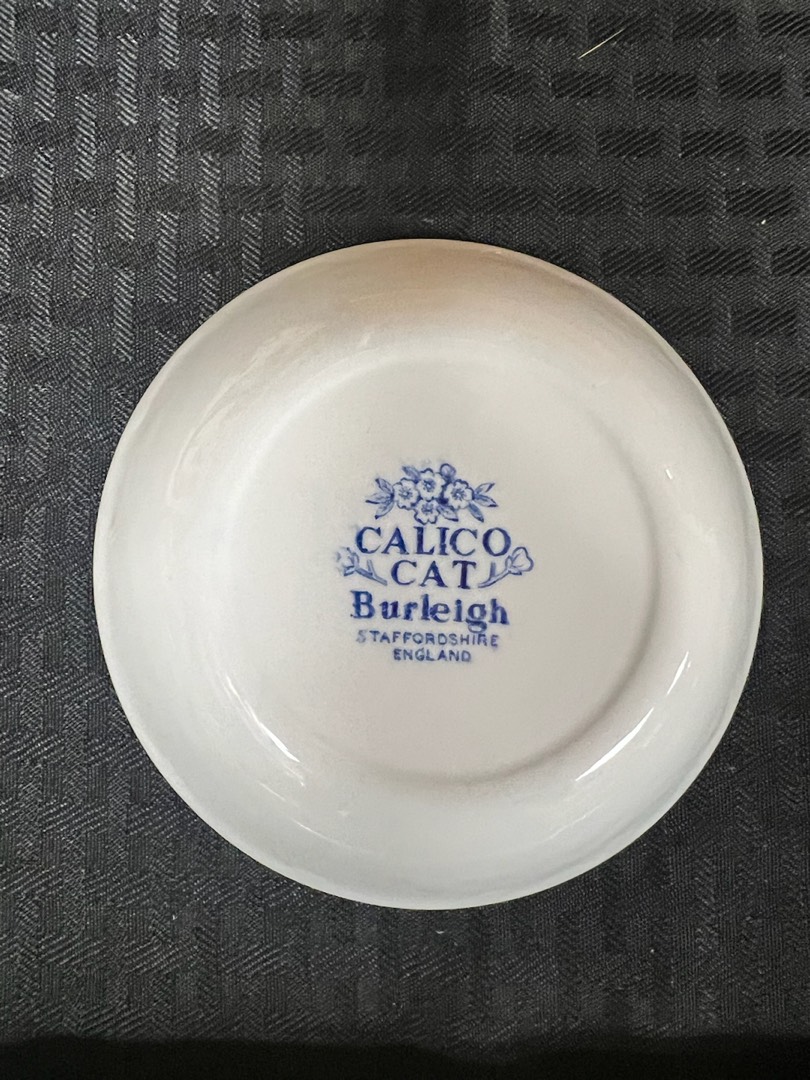 CALICO
CAT
Burleigh
STAFFORDSHIRE
ENGLAND